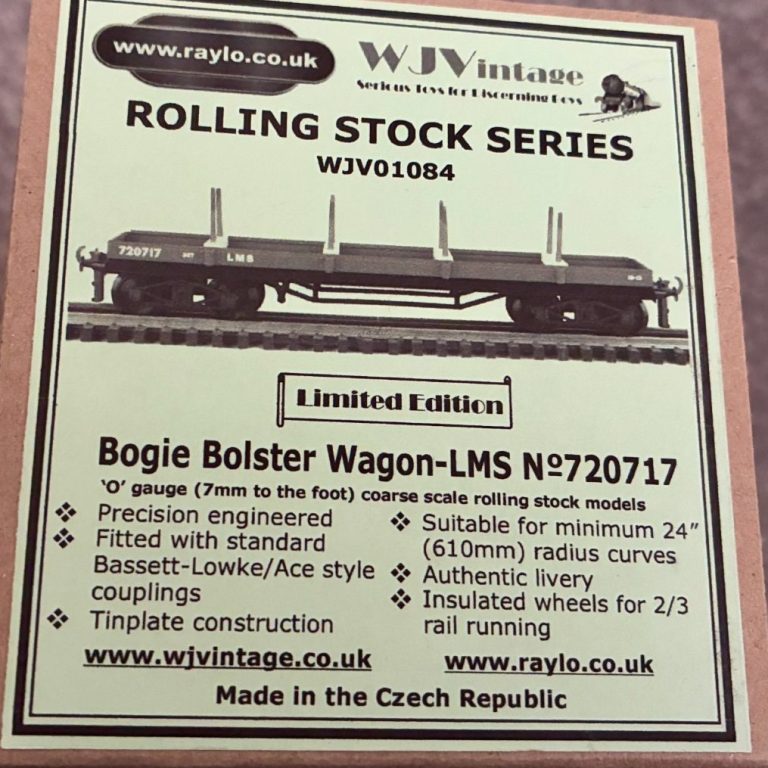 www.raylo.co.uk
WJVintage
Serious Toys for Discerning Boys
ROLLING STOCK SERIES
WJV01084
720717
LMS
Limited Edition
Bogie Bolster Wagon-LMS Nº720717
‘O’ gauge (7mm to the foot) coarse scale rolling stock models
❖ Precision engineered
❖ Fitted with standard
Bassett-Lowke/Ace style
couplings
❖ Tinplate construction
❖ Suitable for minimum 24”
(610mm) radius curves
❖ Authentic livery
❖ Insulated wheels for 2/3
rail running
www.wjvintage.co.uk
www.raylo.co.uk
Made in the Czech Republic